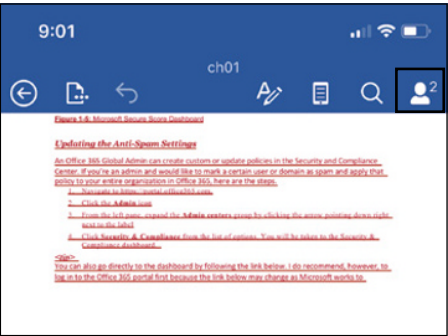 9:01
ch01
2
Figure 1-8: Microsoft Secure Score Dashboard
Updating the Anti-Spam Settings
An Office 365 Global Admin can create custom or update policies in the Security and Compliance
Center. If you're an admin and would like to mark a certain user or domain as spam and apply that
policy to your entire organization in Office 365, here are the steps.
1. Navigate to https://portal.office365.com.
2. Click the Admin icon
3. From the left pane, expand the Admin centers group by clicking the arrow pointing down right
next to the label
4. Click Security & Compliance from the list of options. You will be taken to the Security &
Compliance dashboard.
<tip>
You can also go directly to the dashboard by following the link below. I do recommend, however, to
log in to the Office 365 portal first because the link below may change as Microsoft works to